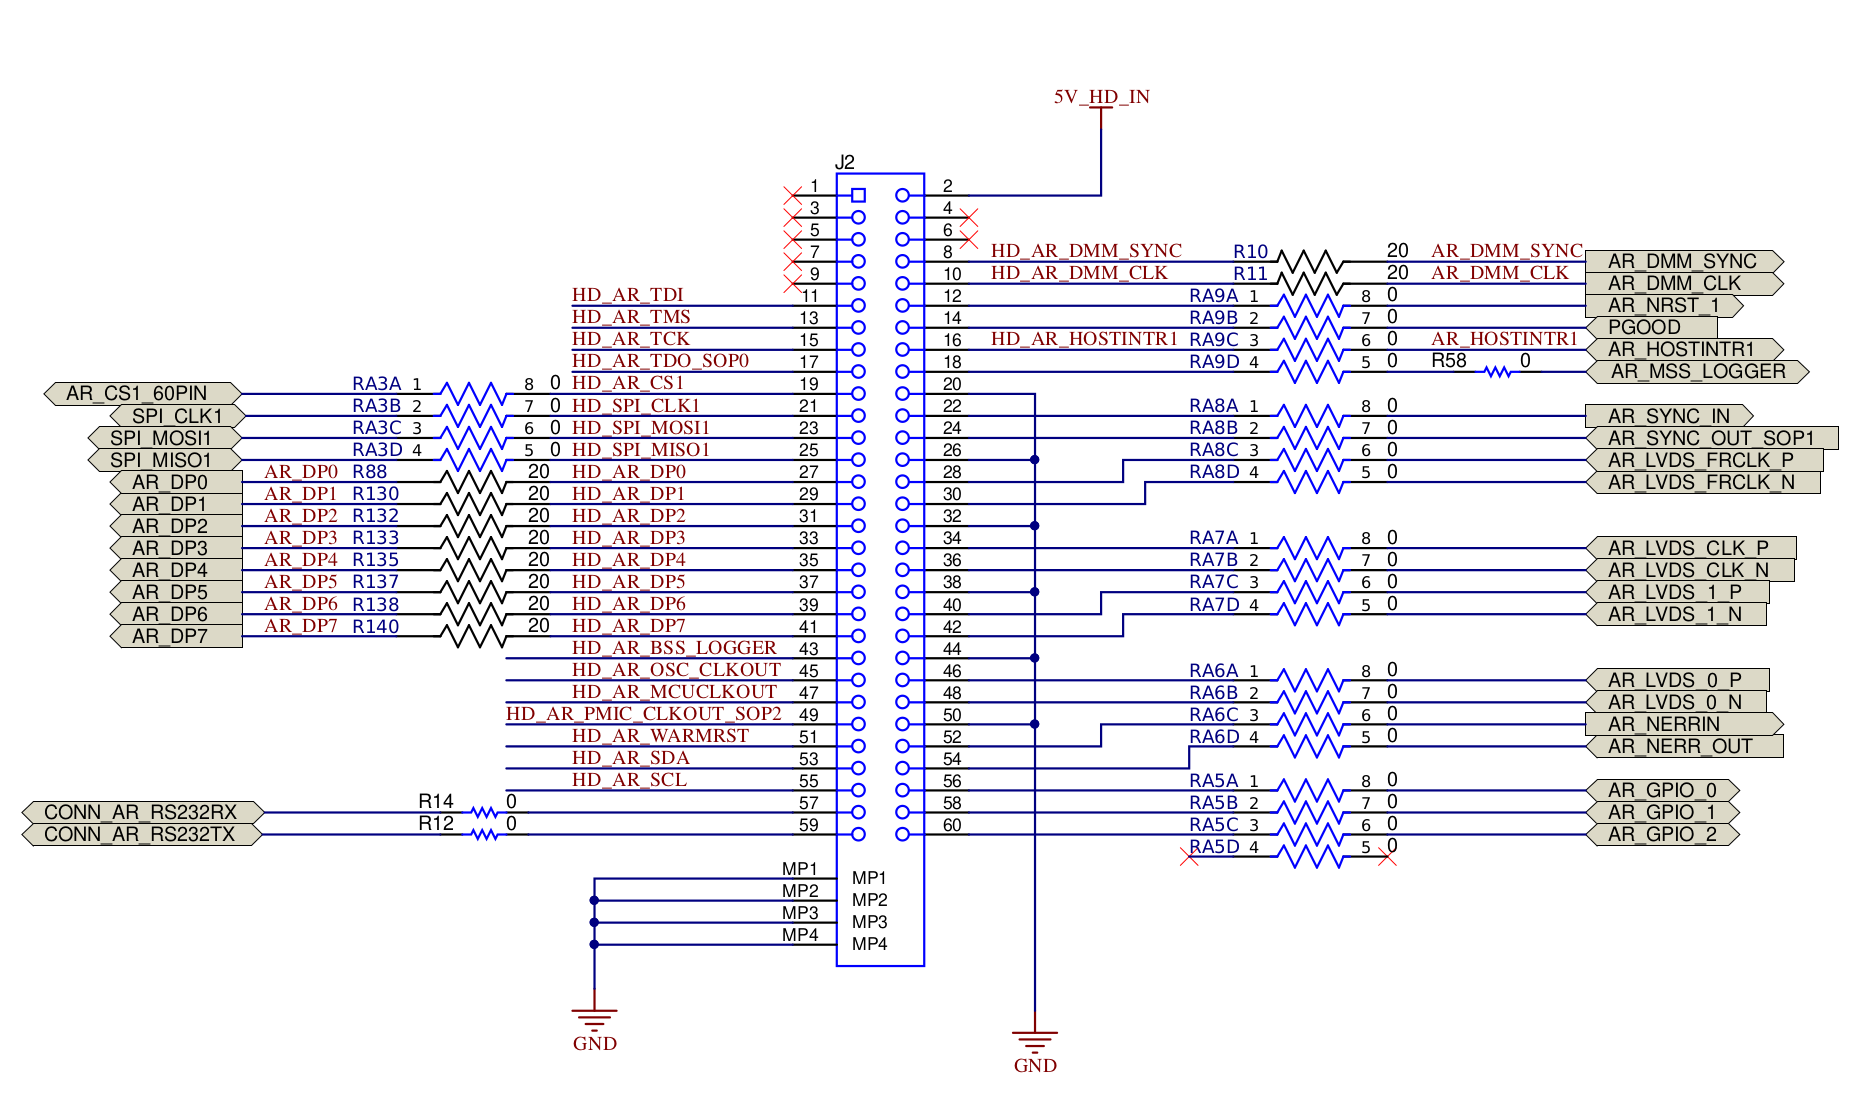 5V_HD_IN
J2
1 2
3 4
5 6
7 8 HD_AR_DMM_SYNC R10 20 AR_DMM_SYNC AR_DMM_SYNC
9 10 HD_AR_DMM_CLK R11 20 AR_DMM_CLK AR_DMM_CLK
HD_AR_TDI 11 12 RA9A 1 8 0 AR_NRST_1
HD_AR_TMS 13 14 RA9B 2 7 0 PGOOD
HD_AR_TCK 15 16 HD_AR_HOSTINTR1 RA9C 3 6 0 AR_HOSTINTR1 AR_HOSTINTR1
HD_AR_TDO_SOP0 17 18 RA9D 4 5 0 R58 0 AR_MSS_LOGGER
AR_CS1_60PIN RA3A 1 8 0 HD_AR_CS1 19 20
SPI_CLK1 RA3B 2 7 0 HD_SPI_CLK1 21 22 RA8A 1 8 0 AR_SYNC_IN
SPI_MOSI1 RA3C 3 6 0 HD_SPI_MOSI1 23 24 RA8B 2 7 0 AR_SYNC_OUT_SOP1
SPI_MISO1 RA3D 4 5 0 HD_SPI_MISO1 25 26 RA8C 3 6 0 AR_LVDS_FRCLK_P
AR_DP0 AR_DP0 R88 20 HD_AR_DP0 27 28 RA8D 4 5 0 AR_LVDS_FRCLK_N
AR_DP1 AR_DP1 R130 20 HD_AR_DP1 29 30
AR_DP2 AR_DP2 R132 20 HD_AR_DP2 31 32
AR_DP3 AR_DP3 R133 20 HD_AR_DP3 33 34 RA7A 1 8 0 AR_LVDS_CLK_P
AR_DP4 AR_DP4 R135 20 HD_AR_DP4 35 36 RA7B 2 7 0 AR_LVDS_CLK_N
AR_DP5 AR_DP5 R137 20 HD_AR_DP5 37 38 RA7C 3 6 0 AR_LVDS_1_P
AR_DP6 AR_DP6 R138 20 HD_AR_DP6 39 40 RA7D 4 5 0 AR_LVDS_1_N
AR_DP7 AR_DP7 R140 20 HD_AR_DP7 41 42
HD_AR_BSS_LOGGER 43 44
HD_AR_OSC_CLKOUT 45 46 RA6A 1 8 0 AR_LVDS_0_P
HD_AR_MCUCLKOUT 47 48 RA6B 2 7 0 AR_LVDS_0_N
HD_AR_PMIC_CLKOUT_SOP2 49 50 RA6C 3 6 0 AR_NERRIN
HD_AR_WARMRST 51 52 RA6D 4 5 0 AR_NERR_OUT
HD_AR_SDA 53 54
HD_AR_SCL 55 56 RA5A 1 8 0 AR_GPIO_0
CONN_AR_RS232RX R14 0 57 58 RA5B 2 7 0 AR_GPIO_1
CONN_AR_RS232TX R12 0 59 60 RA5C 3 6 0 AR_GPIO_2
RA5D 4 5 0
MP1 MP1
MP2 MP2
MP3 MP3
MP4 MP4
GND
GND